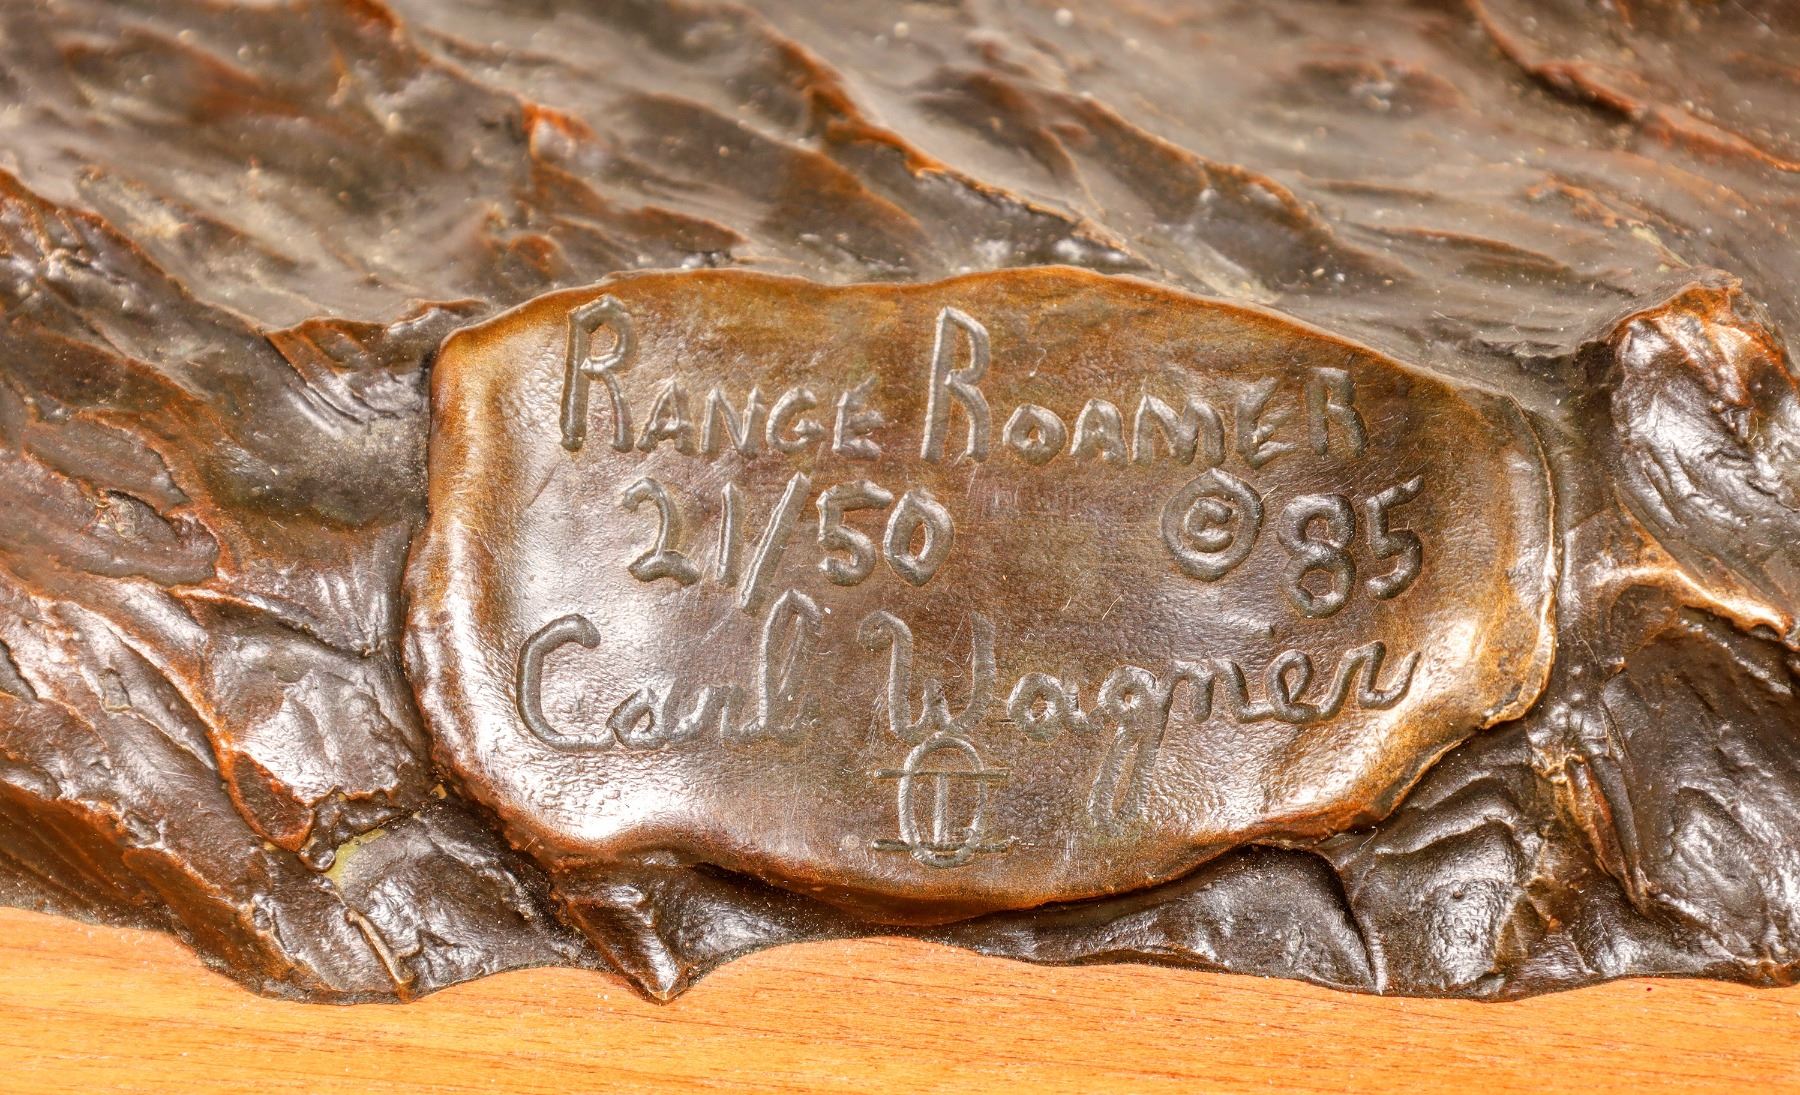 RANGE ROAMER
21/50 © 85
Carl Wagner